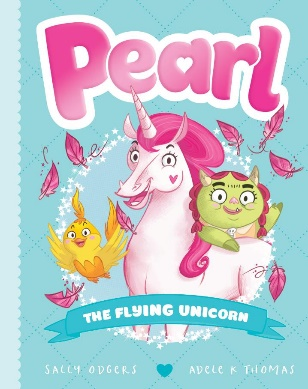 Pearl
THE FLYING UNICORN
SALLY ODGERS ADELE K THOMAS